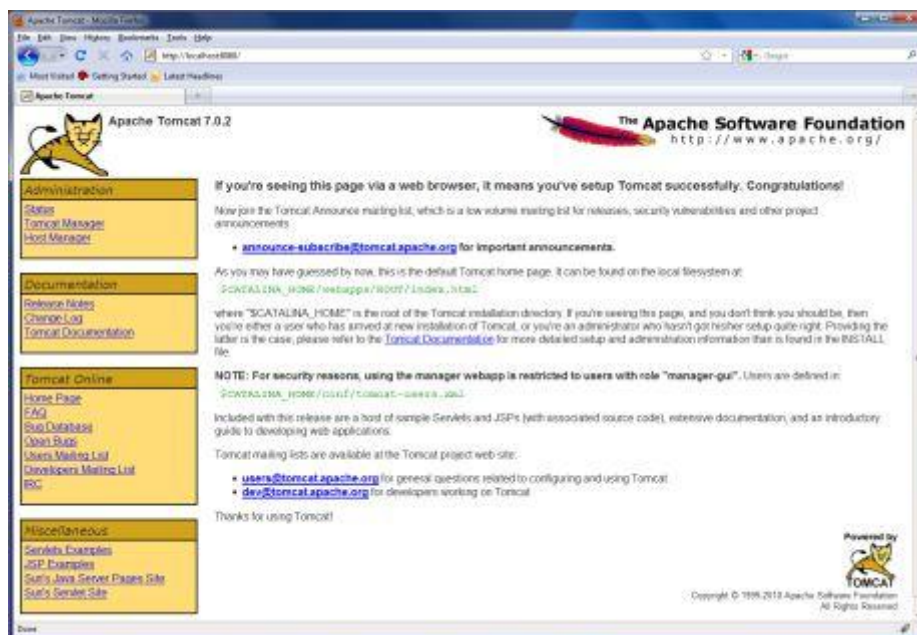 Apache Tomcat - Mozilla Firefox
File Edit View History Bookmarks Tools Help
http://localhost:8080/
Most Visited Getting Started Latest Headlines
Apache Tomcat
Apache Tomcat 7.0.2
The Apache Software Foundation
http://www.apache.org/
Administration
Status
Tomcat Manager
Host Manager
Documentation
Release Notes
Change Log
Tomcat Documentation
Tomcat Online
Home Page
FAQ
Bug Database
Open Bugs
Users Mailing List
Developers Mailing List
IRC
Miscellaneous
Servlets Examples
JSP Examples
Sun's Java Server Pages Site
Sun's Servlet Site
If you're seeing this page via a web browser, it means you've setup Tomcat successfully. Congratulations!
Now join the Tomcat Announce mailing list, which is a low volume mailing list for releases, security vulnerabilities and other project
announcements.
• announce-subscribe@tomcat.apache.org for important announcements.
As you may have guessed by now, this is the default Tomcat home page. It can be found on the local filesystem at:
$CATALINA_HOME/webapps/ROOT/index.html
where "$CATALINA_HOME" is the root of the Tomcat installation directory. If you're seeing this page, and you don't think you should be, then
you're either a user who has arrived at new installation of Tomcat, or you're an administrator who hasn't got his/her setup quite right. Providing the
latter is the case, please refer to the Tomcat Documentation for more detailed setup and administration information than is found in the INSTALL
file.
NOTE: For security reasons, using the manager webapp is restricted to users with role "manager-gui". Users are defined in:
$CATALINA_HOME/conf/tomcat-users.xml
Included with this release are a host of sample Servlets and JSPs (with associated source code), extensive documentation, and an introductory
guide to developing web applications.
Tomcat mailing lists are available at the Tomcat project web site:
• users@tomcat.apache.org for general questions related to configuring and using Tomcat
• dev@tomcat.apache.org for developers working on Tomcat
Thanks for using Tomcat!
Powered by
TOMCAT
Copyright © 1999-2010 Apache Software Foundation
All Rights Reserved
Done